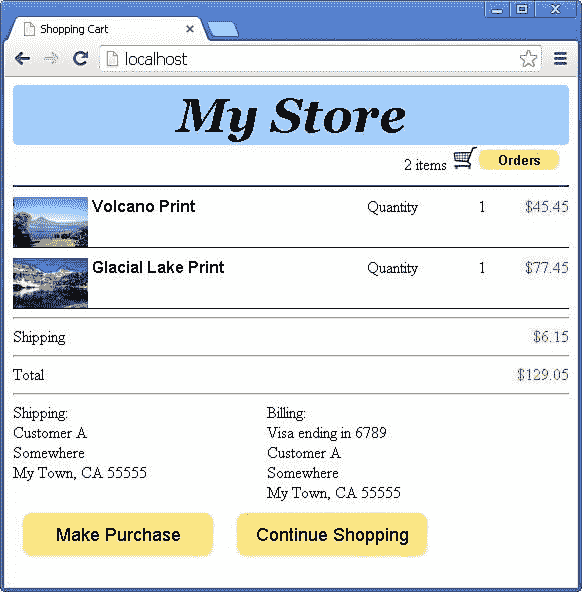 Shopping Cart
localhost
My Store
2 items Orders
Volcano Print Quantity 1 $45.45
Glacial Lake Print Quantity 1 $77.45
Shipping $6.15
Total $129.05
Shipping: Billing:
Customer A Visa ending in 6789
Somewhere Customer A
My Town, CA 55555 Somewhere
My Town, CA 55555
Make Purchase Continue Shopping